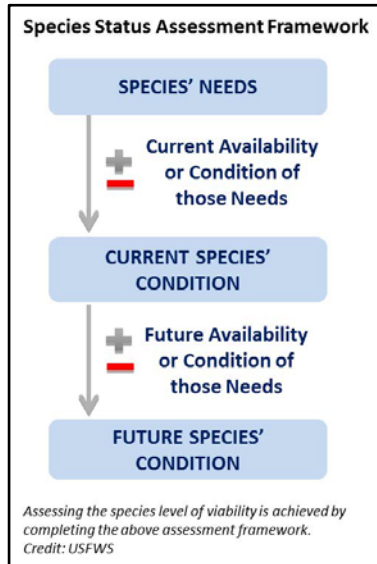 Species Status Assessment Framework
SPECIES' NEEDS
Current Availability
or Condition of
those Needs
CURRENT SPECIES'
CONDITION
Future Availability
or Condition of
those Needs
FUTURE SPECIES'
CONDITION
Assessing the species level of viability is achieved by
completing the above assessment framework.
Credit: USFWS